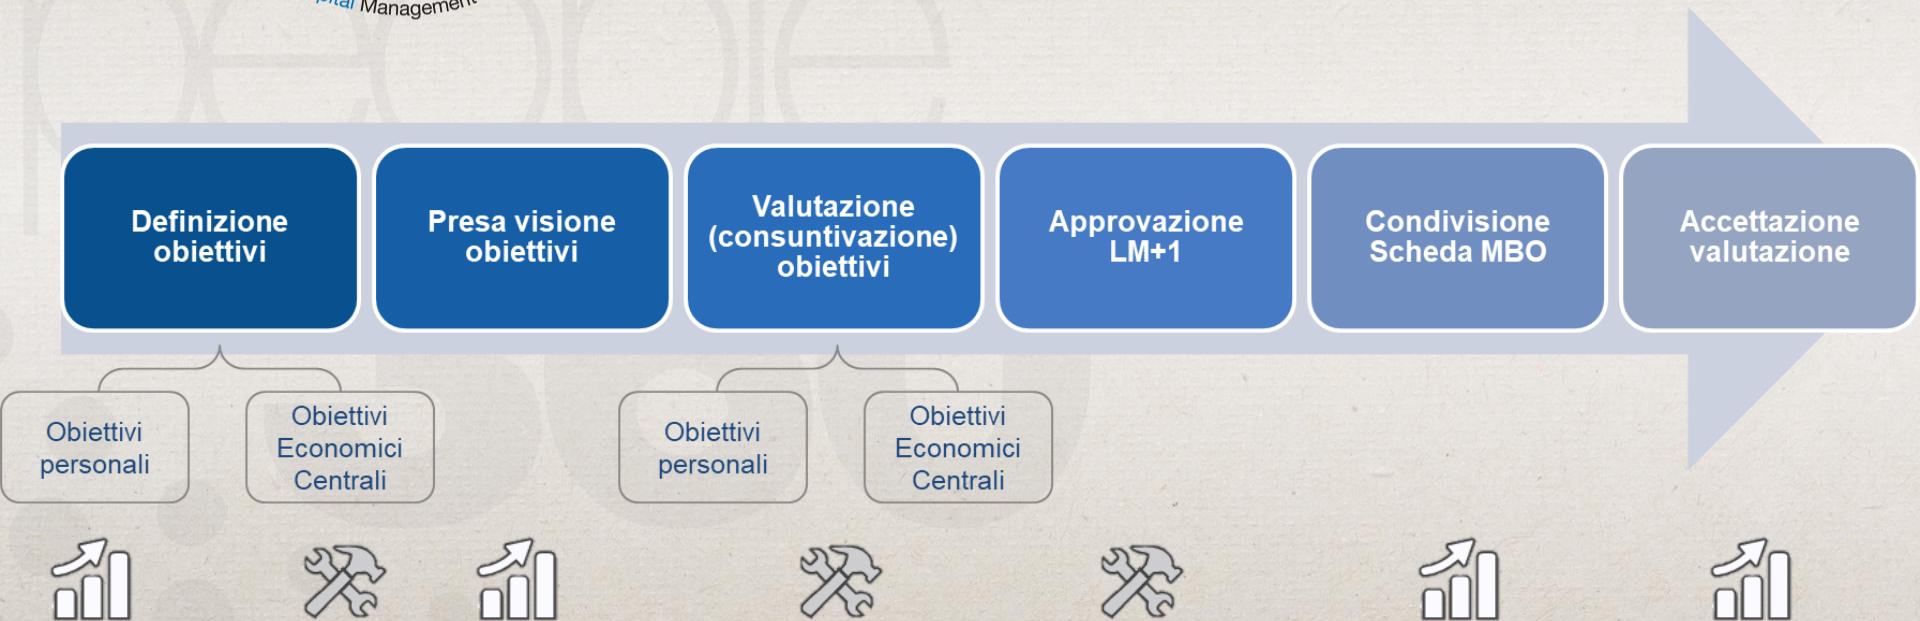 Management
Definizione
obiettivi
Presa visione
obiettivi
Valutazione
(consuntivazione)
obiettivi
Approvazione
LM+1
Condivisione
Scheda MBO
Accettazione
valutazione
Obiettivi
personali
Obiettivi
Economici
Centrali
Obiettivi
personali
Obiettivi
Economici
Centrali